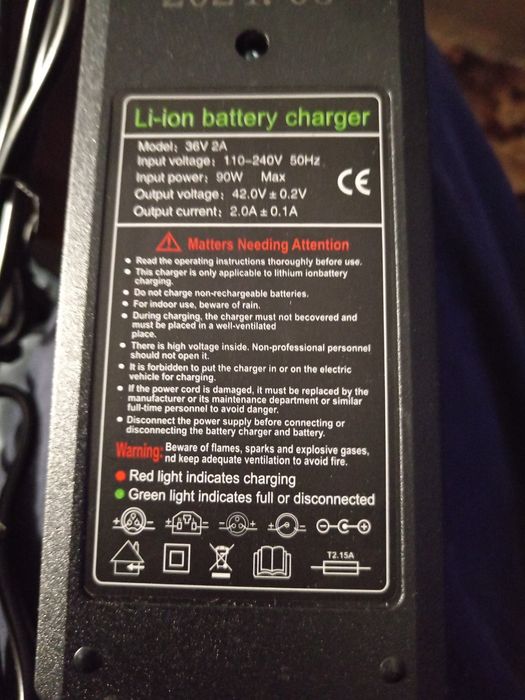 Li-ion battery charger
Model: 36V 2A
Input voltage: 110-240V 50Hz
Input power: 90W Max
Output voltage: 42.0V ± 0.2V
Output current: 2.0A ± 0.1A
CE
Matters Needing Attention
• Read the operating instructions thoroughly before use.
• This charger is only applicable to lithium ionbattery
charging.
• Do not charge non-rechargeable batteries.
• For indoor use, beware of rain.
• During charging, the charger must not becovered and
must be placed in a well-ventilated
place.
• There is high voltage inside. Non-professional personnel
should not open it.
• It is forbidden to put the charger in or on the electric
vehicle for charging.
• If the power cord is damaged, it must be replaced by the
manufacturer or its maintenance department or similar
full-time personnel to avoid danger.
• Disconnect the power supply before connecting or
disconnecting the battery charger and battery.
Warning: Beware of flames, sparks and explosive gases,
nd keep adequate ventilation to avoid fire.
Red light indicates charging
Green light indicates full or disconnected
T2.15A